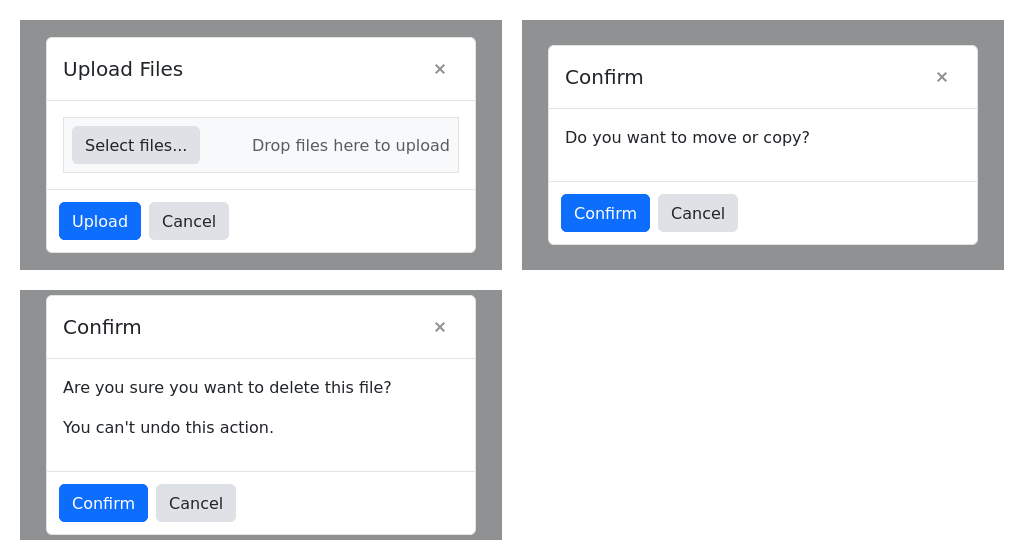 Upload Files ×
Select files... Drop files here to upload
Upload Cancel
Confirm ×
Do you want to move or copy?
Confirm Cancel
Confirm ×
Are you sure you want to delete this file?
You can't undo this action.
Confirm Cancel